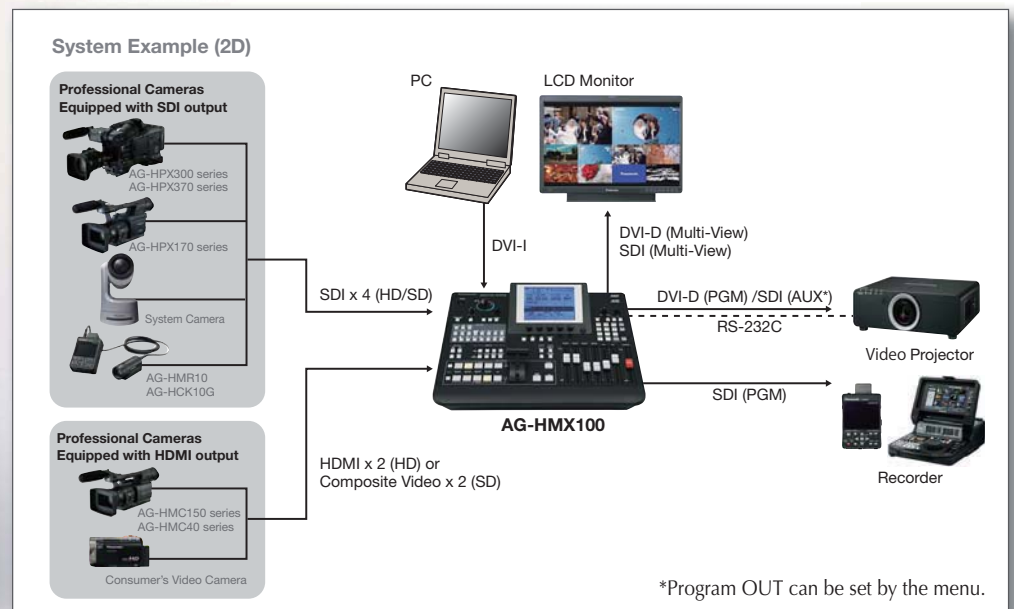 System Example (2D)
Professional Cameras
Equipped with SDI output
AG-HPX300 series
AG-HPX370 series
AG-HPX170 series
System Camera
AG-HMR10
AG-HCK10G
Professional Cameras
Equipped with HDMI output
AG-HMC150 series
AG-HMC40 series
Consumer's Video Camera
PC
LCD Monitor
DVI-I
DVI-D (Multi-View)
SDI (Multi-View)
SDI x 4 (HD/SD)
HDMI x 2 (HD) or
Composite Video x 2 (SD)
AG-HMX100
DVI-D (PGM) /SDI (AUX*)
RS-232C
Video Projector
SDI (PGM)
Recorder
*Program OUT can be set by the menu.